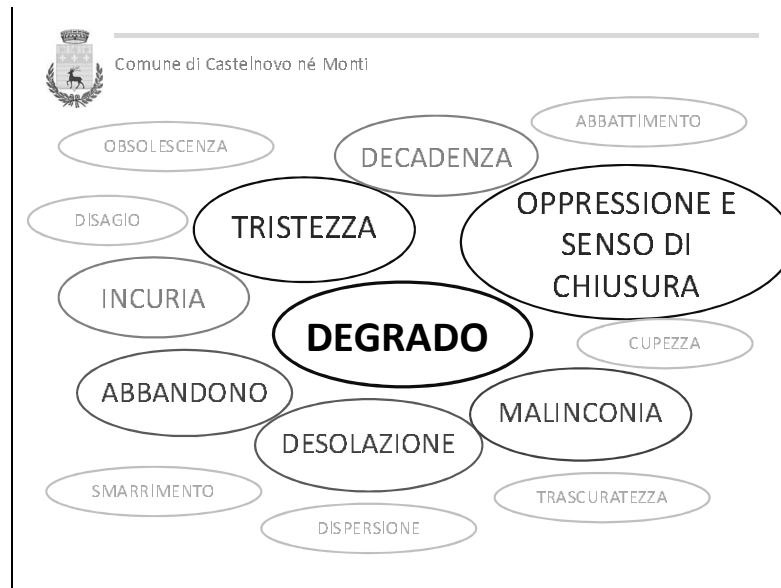 Comune di Castelnovo né Monti
ABBATTIMENTO
OBSOLESCENZA
DECADENZA
OPPRESSIONE E
SENSO DI
CHIUSURA
DISAGIO
TRISTEZZA
INCURIA
DEGRADO
CUPEZZA
ABBANDONO
MALINCONIA
DESOLAZIONE
SMARRIMENTO
TRASCURATEZZA
DISPERSIONE